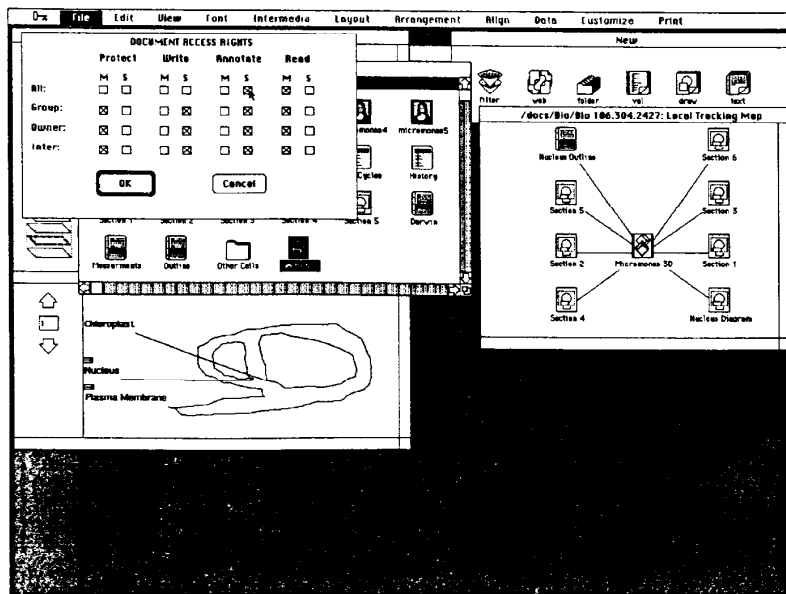 File Edit View Font Intermedia Layout Arrangement Align Data Customize Print
DOCUMENT ACCESS RIGHTS
Protect Write Annotate Read
M S M S M S M S
All:
Group:
Owner:
Inter:
OK Cancel
micromonas5
Cycles History
Section 1 Section 2 Section 3 Section 4 Section 5 Darwin
Outline Other Cells
New
filter web folder val draw text
/docs/Bio/Bio 106.304.2427: Local Tracking Map
Nucleus Outline Section 6
Section 5 Section 3
Section 2 Micromonas 3D Section 1
Section 4 Nucleus Diagram
1
Chloroplast
Nucleus
Plasma Membrane